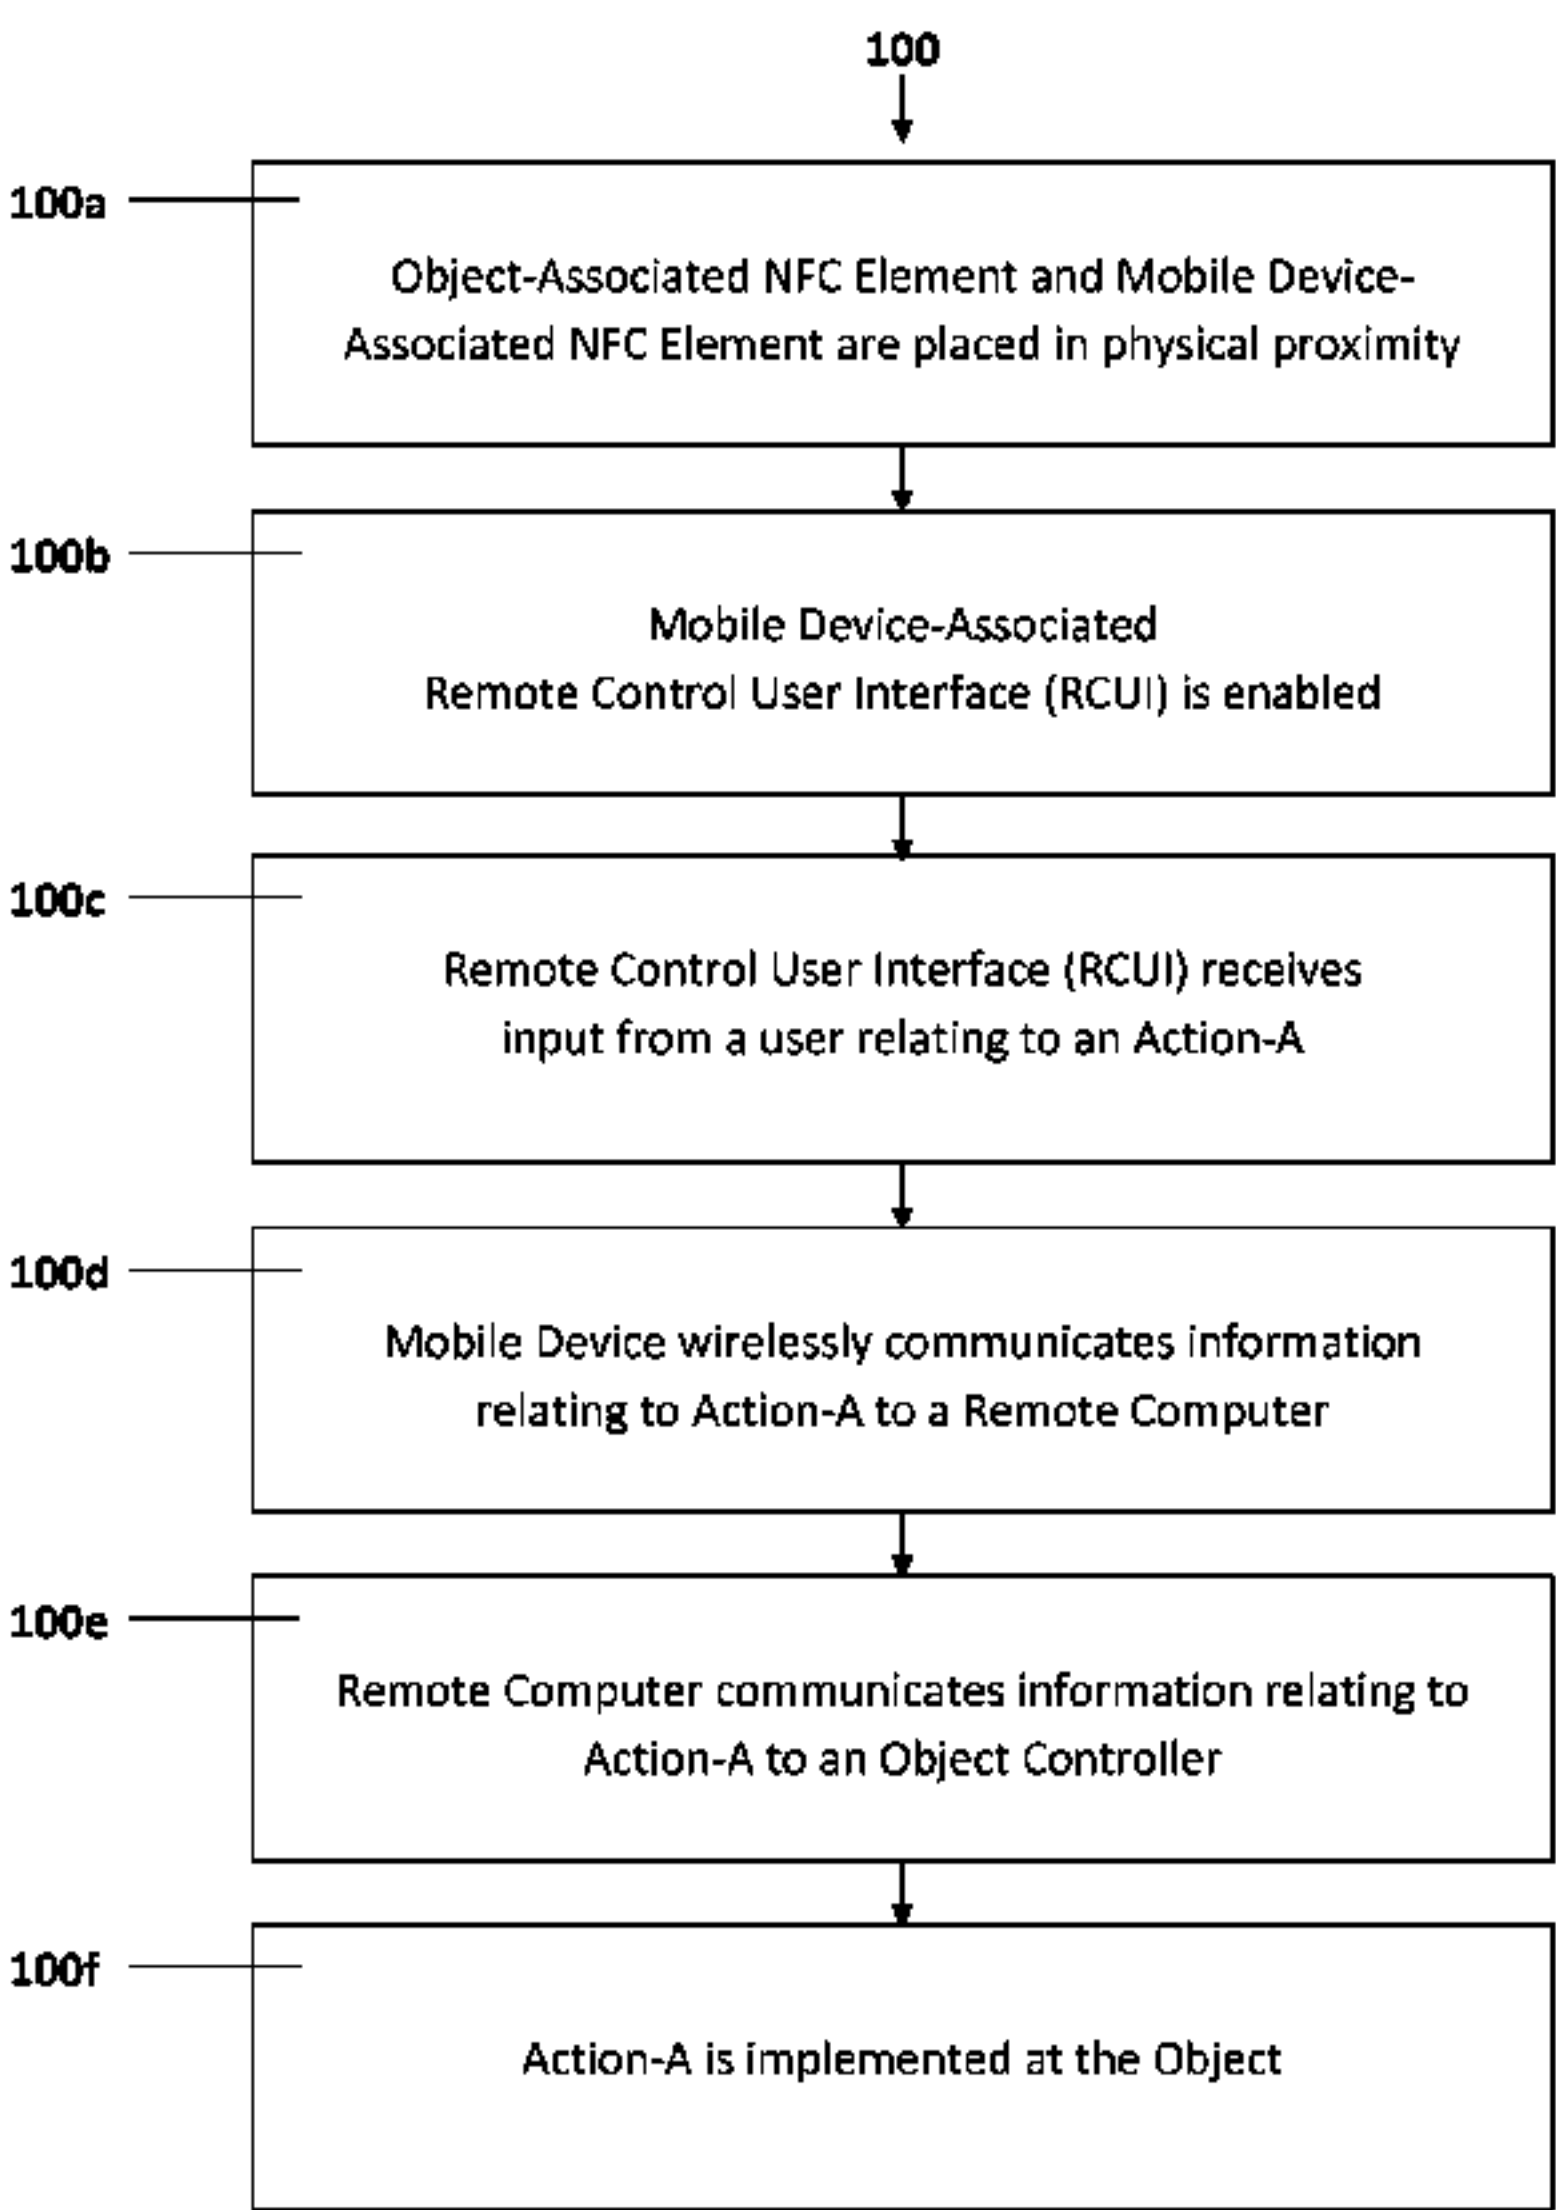 100
100a
Object-Associated NFC Element and Mobile Device-
Associated NFC Element are placed in physical proximity
100b
Mobile Device-Associated
Remote Control User Interface (RCUI) is enabled
100c
Remote Control User Interface (RCUI) receives
input from a user relating to an Action-A
100d
Mobile Device wirelessly communicates information
relating to Action-A to a Remote Computer
100e
Remote Computer communicates information relating to
Action-A to an Object Controller
100f
Action-A is implemented at the Object